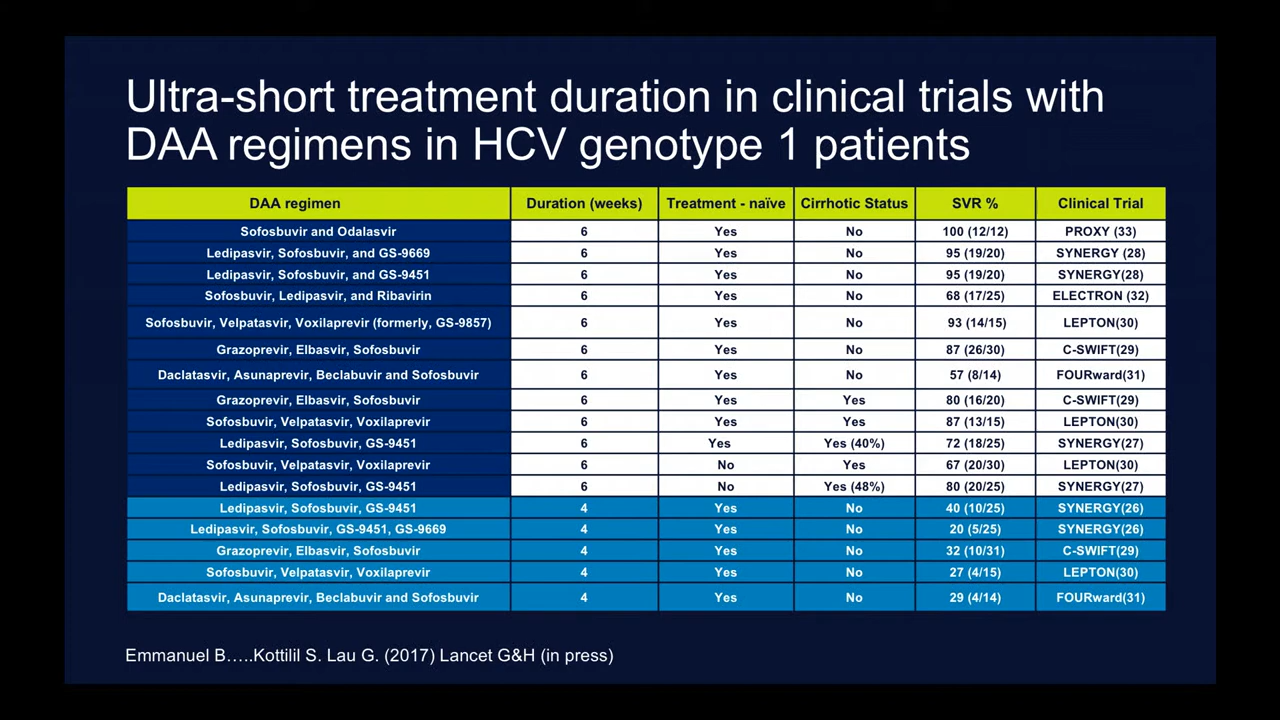 Ultra-short treatment duration in clinical trials with
DAA regimens in HCV genotype 1 patients
DAA regimen Duration (weeks) Treatment - naïve Cirrhotic Status SVR % Clinical Trial
Sofosbuvir and Odalasvir 6 Yes No 100 (12/12) PROXY (33)
Ledipasvir, Sofosbuvir, and GS-9669 6 Yes No 95 (19/20) SYNERGY (28)
Ledipasvir, Sofosbuvir, and GS-9451 6 Yes No 95 (19/20) SYNERGY(28)
Sofosbuvir, Ledipasvir, and Ribavirin 6 Yes No 68 (17/25) ELECTRON (32)
Sofosbuvir, Velpatasvir, Voxilaprevir (formerly, GS-9857) 6 Yes No 93 (14/15) LEPTON(30)
Grazoprevir, Elbasvir, Sofosbuvir 6 Yes No 87 (26/30) C-SWIFT(29)
Daclatasvir, Asunaprevir, Beclabuvir and Sofosbuvir 6 Yes No 57 (8/14) FOURward(31)
Grazoprevir, Elbasvir, Sofosbuvir 6 Yes Yes 80 (16/20) C-SWIFT(29)
Sofosbuvir, Velpatasvir, Voxilaprevir 6 Yes Yes 87 (13/15) LEPTON(30)
Ledipasvir, Sofosbuvir, GS-9451 6 Yes Yes (40%) 72 (18/25) SYNERGY(27)
Sofosbuvir, Velpatasvir, Voxilaprevir 6 No Yes 67 (20/30) LEPTON(30)
Ledipasvir, Sofosbuvir, GS-9451 6 No Yes (48%) 80 (20/25) SYNERGY(27)
Ledipasvir, Sofosbuvir, GS-9451 4 Yes No 40 (10/25) SYNERGY(26)
Ledipasvir, Sofosbuvir, GS-9451, GS-9669 4 Yes No 20 (5/25) SYNERGY(26)
Grazoprevir, Elbasvir, Sofosbuvir 4 Yes No 32 (10/31) C-SWIFT(29)
Sofosbuvir, Velpatasvir, Voxilaprevir 4 Yes No 27 (4/15) LEPTON(30)
Daclatasvir, Asunaprevir, Beclabuvir and Sofosbuvir 4 Yes No 29 (4/14) FOURward(31)
Emmanuel B…..Kottilil S. Lau G. (2017) Lancet G&H (in press)